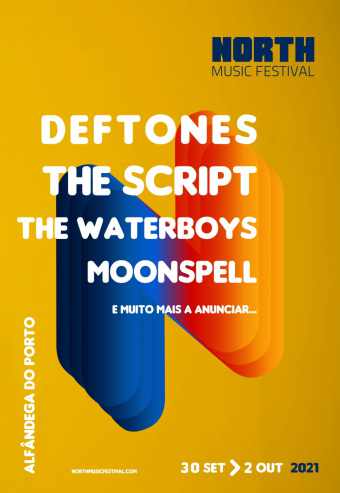 NORTH
MUSIC FESTIVAL
DEFTONES
THE SCRIPT
THE WATERBOYS
MOONSPELL
E MUITO MAIS A ANUNCIAR...
ALFÂNDEGA DO PORTO
NORTHMUSICFESTIVAL.COM
30 SET > 2 OUT 2021